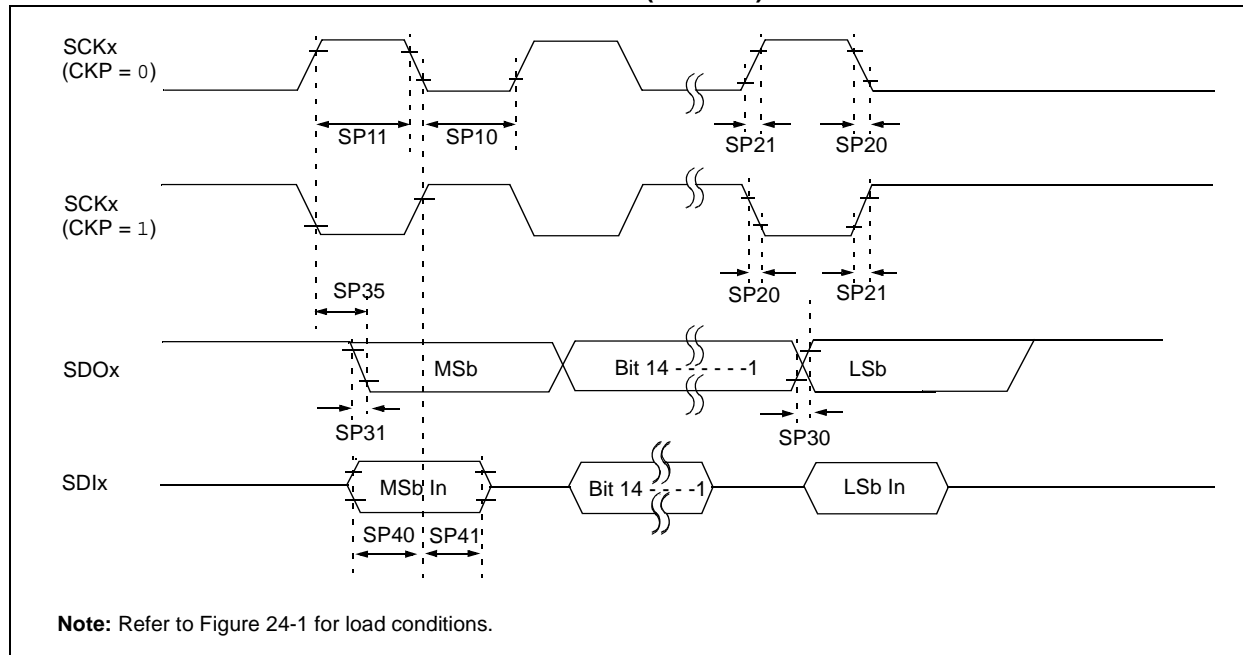 SCKx
(CKP = 0)
SP11
SP10
SP21
SP20
SCKx
(CKP = 1)
SP35
SP20
SP21
SDOx
MSb
Bit 14 - - - - - -1
LSb
SP31
SP30
SDIx
MSb In
Bit 14 - - - -1
LSb In
SP40
SP41
Note: Refer to Figure 24-1 for load conditions.